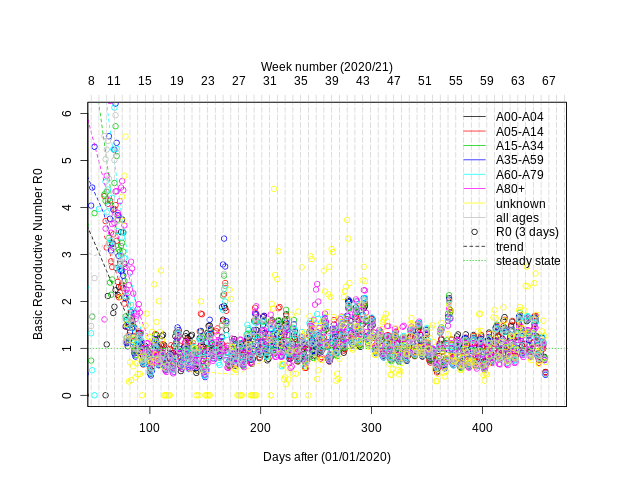 Week number (2020/21)
8 11 15 19 23 27 31 35 39 43 47 51 55 59 63 67
Basic Reproductive Number R0
6
5
4
3
2
1
0
A00-A04
A05-A14
A15-A34
A35-A59
A60-A79
A80+
unknown
all ages
R0 (3 days)
trend
steady state
100 200 300 400
Days after (01/01/2020)